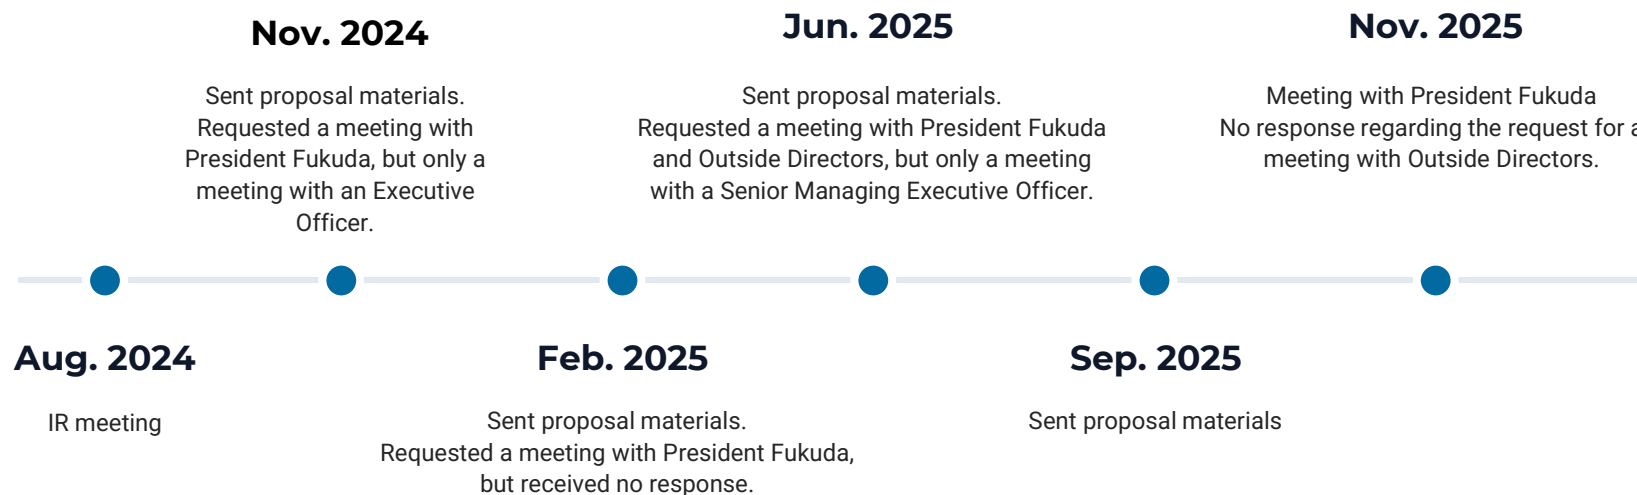 Nov. 2024
Sent proposal materials.
Requested a meeting with
President Fukuda, but only a
meeting with an Executive
Officer.
Jun. 2025
Sent proposal materials.
Requested a meeting with President Fukuda
and Outside Directors, but only a meeting
with a Senior Managing Executive Officer.
Nov. 2025
Meeting with President Fukuda
No response regarding the request for a
meeting with Outside Directors.
Aug. 2024
IR meeting
Feb. 2025
Sent proposal materials.
Requested a meeting with President Fukuda,
but received no response.
Sep. 2025
Sent proposal materials